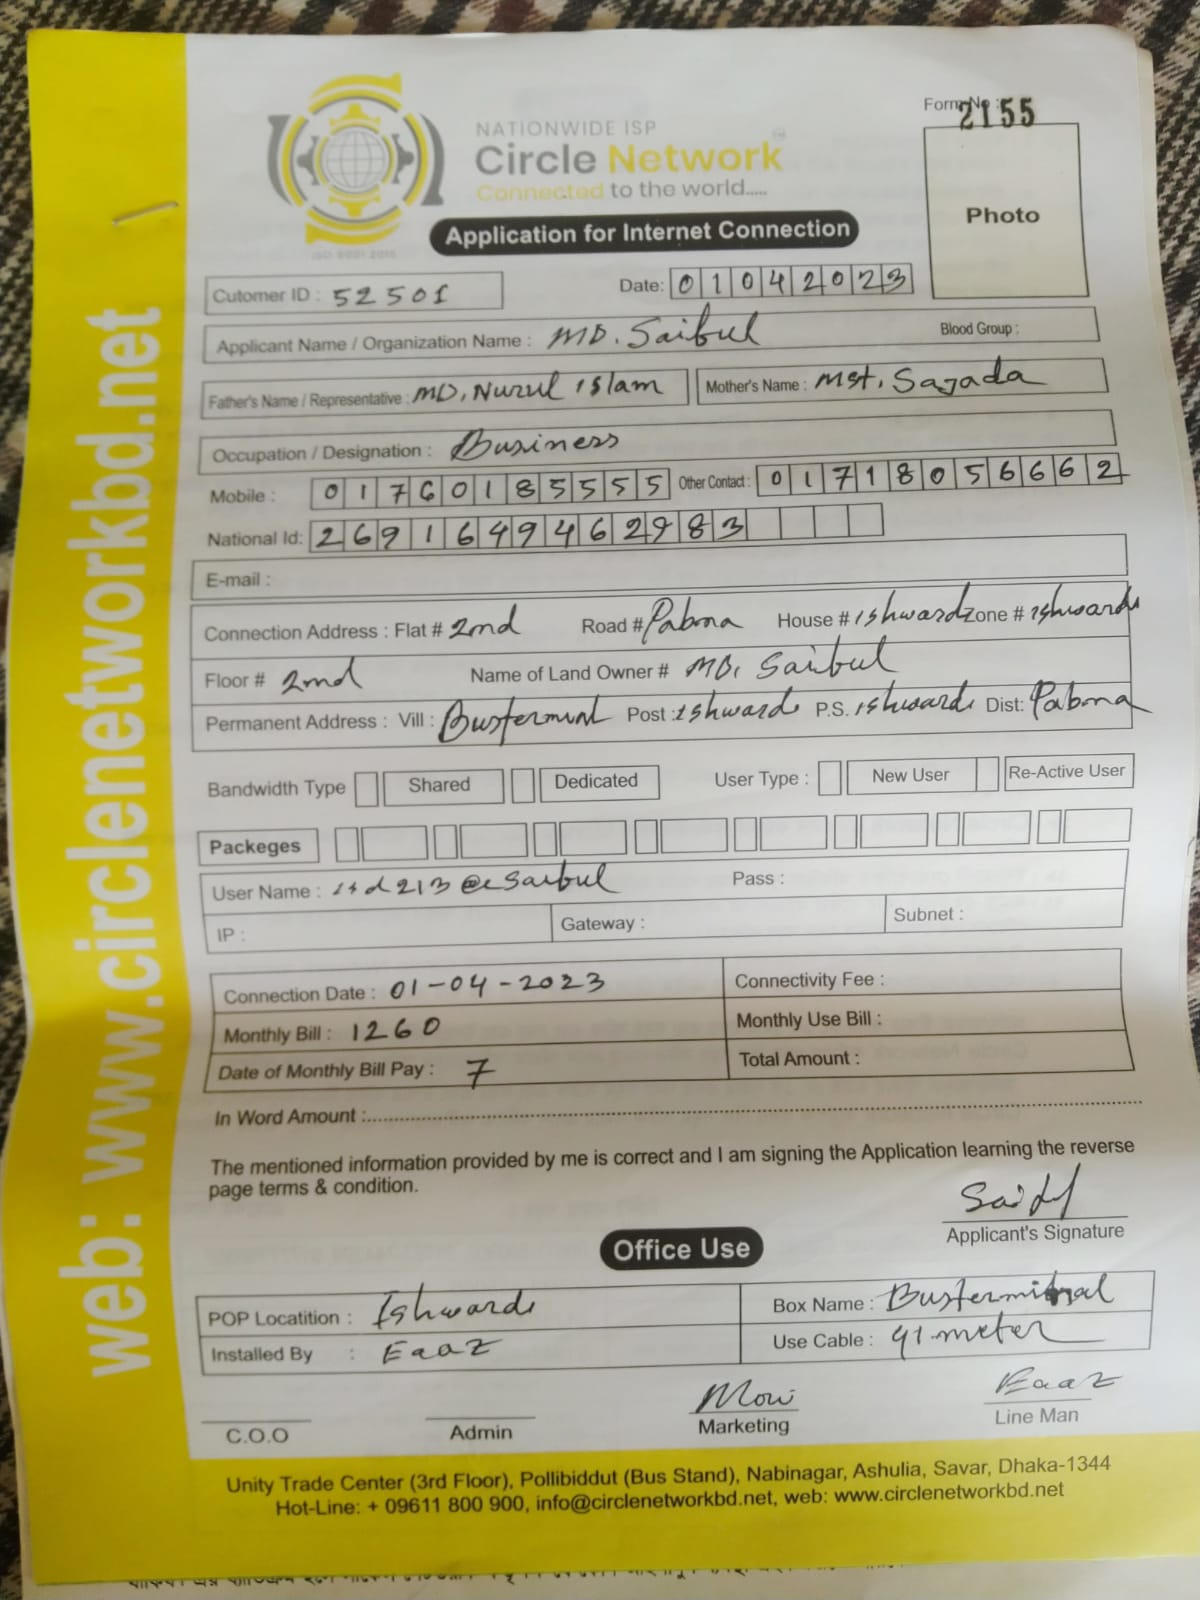 Form No : 2155
NATIONWIDE ISP
Circle Network
Connected to the world.....
ISO 9001:2015
Application for Internet Connection
Photo
Cutomer ID : 52501
Date: 01042023
Applicant Name / Organization Name : MD. Saibul
Blood Group :
Father's Name / Representative : MD, Nurul islam
Mother's Name : Mst, Sazada
Occupation / Designation : Business
Mobile : 01760185555
Other Contact : 01718056662
National Id: 2691649462983
E-mail :
Connection Address : Flat # 2nd Road # Pabna House # ishwardi Zone # ishwardi
Floor # 2nd Name of Land Owner # MD, Saibul
Permanent Address : Vill : Post : ishwardi P.S. ishwardi Dist: Pabna
Bandwidth Type Shared Dedicated User Type : New User Re-Active User
Packeges
User Name : isd213@csaibul Pass :
IP : Gateway : Subnet :
Connection Date : 01-04-2023 Connectivity Fee :
Monthly Bill : 1260 Monthly Use Bill :
Date of Monthly Bill Pay : 7 Total Amount :
In Word Amount :
The mentioned information provided by me is correct and I am signing the Application learning the reverse
page terms & condition.
Applicant's Signature
Office Use
POP Locatition : Ishwardi Box Name : Busterminal
Installed By : Eaaz Use Cable : 91 meter
C.O.O
Admin
Mow
Marketing
Eaaz
Line Man
Unity Trade Center (3rd Floor), Pollibiddut (Bus Stand), Nabinagar, Ashulia, Savar, Dhaka-1344
Hot-Line: + 09611 800 900, info@circlenetworkbd.net, web: www.circlenetworkbd.net
web: www.circlenetworkbd.net